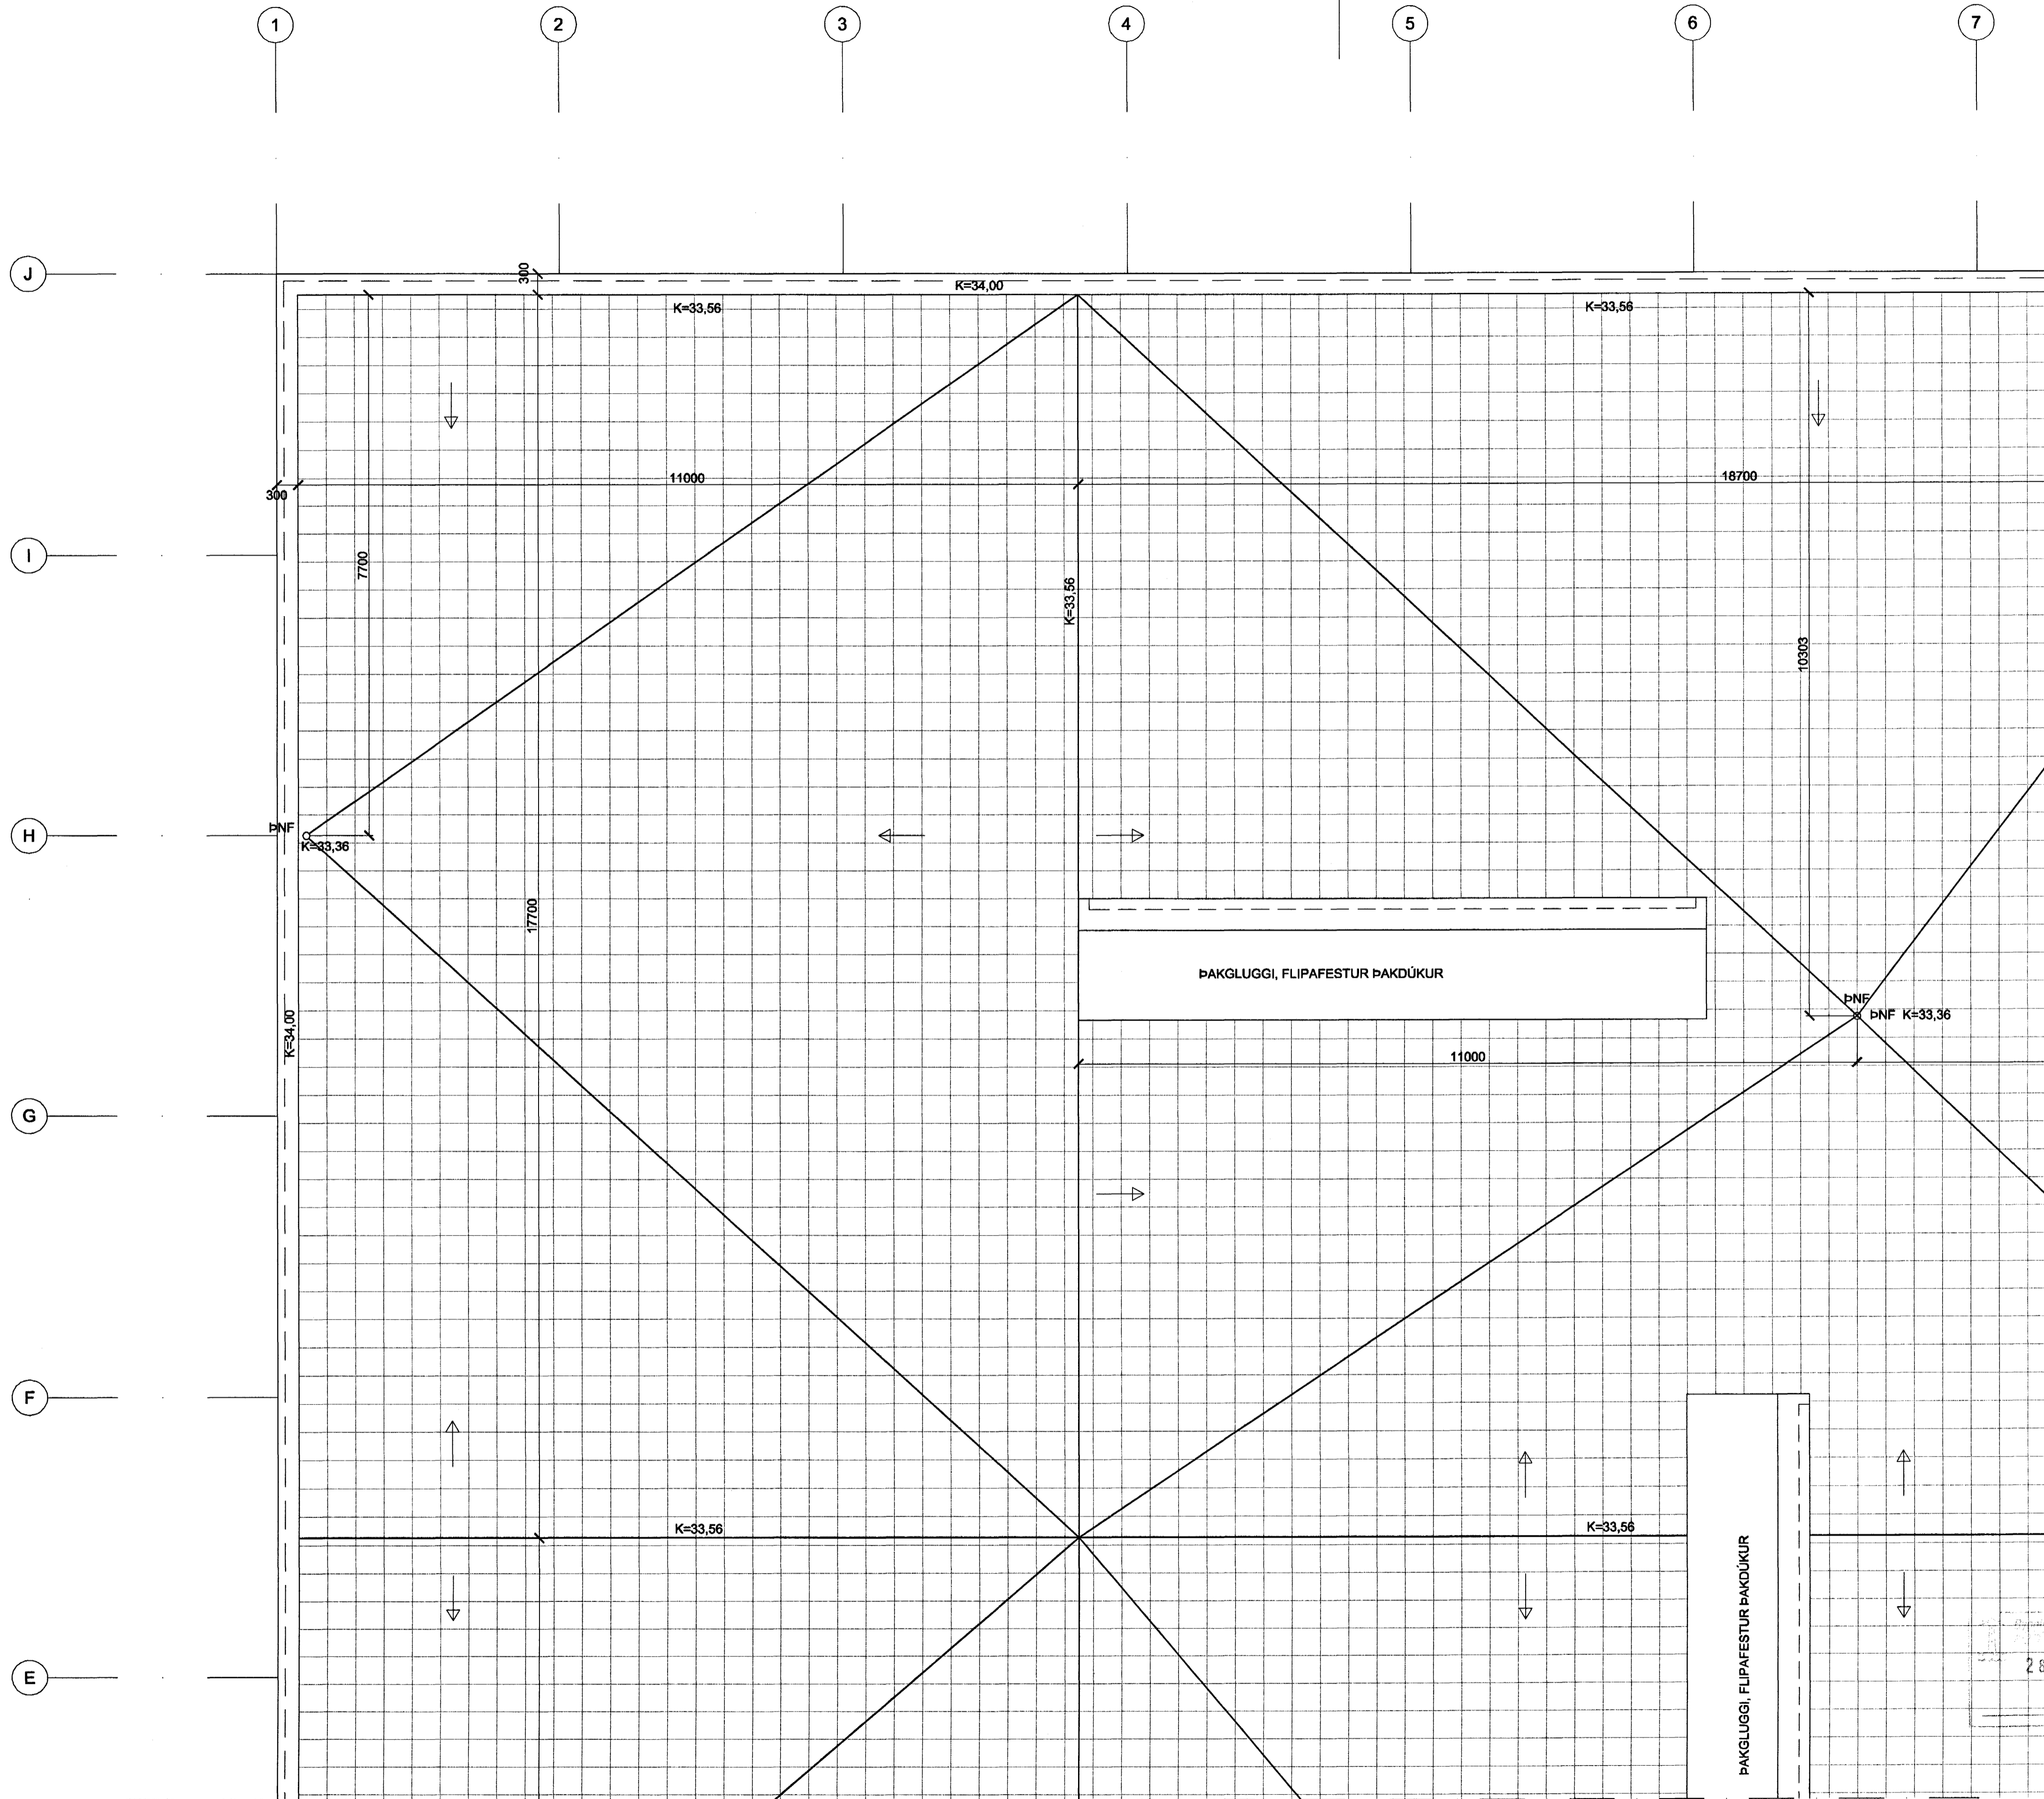 1 2 3 4 5 6 7
J
300
K=34,00
K=33,56
K=33,56
11000
18700
300
I
7700
K=33,56
10303
H
ÞNF
K=33,36
17700
ÞAKGLUGGI, FLIPAFESTUR ÞAKDÚKUR
ÞNF
ÞNF K=33,36
K=34,00
11000
G
F
K=33,56
K=33,56
ÞAKGLUGGI, FLIPAFESTUR ÞAKDÚKUR
E